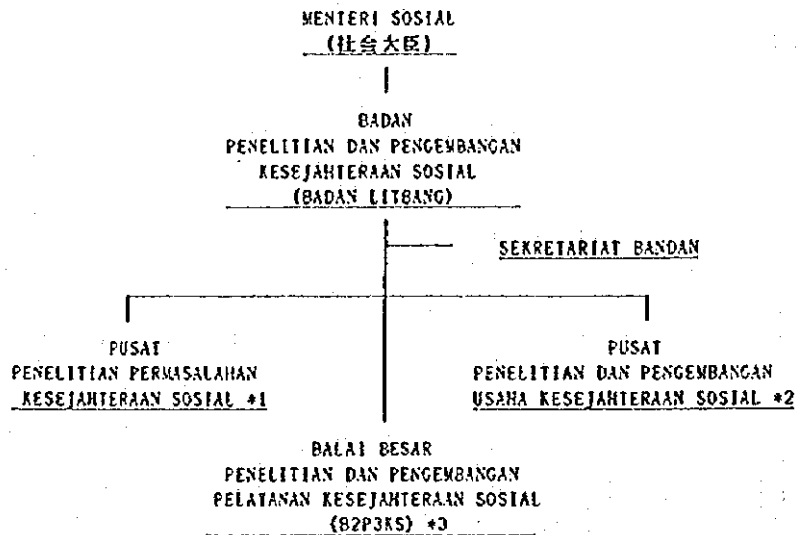 MENTERI SOSIAL
(社会大臣)
BADAN
PENELITIAN DAN PENGEMBANGAN
KESEJAHTERAAN SOSIAL
(BADAN LITBANG)
SEKRETARIAT BANDAN
PUSAT
PENELITIAN PERMASALAHAN
KESEJAHTERAAN SOSIAL *1
PUSAT
PENELITIAN DAN PENGEMBANGAN
USAHA KESEJAHTERAAN SOSIAL *2
BALAI BESAR
PENELITIAN DAN PENGEMBANGAN
PELAYANAN KESEJAHTERAAN SOSIAL
(B2P3KS) *3